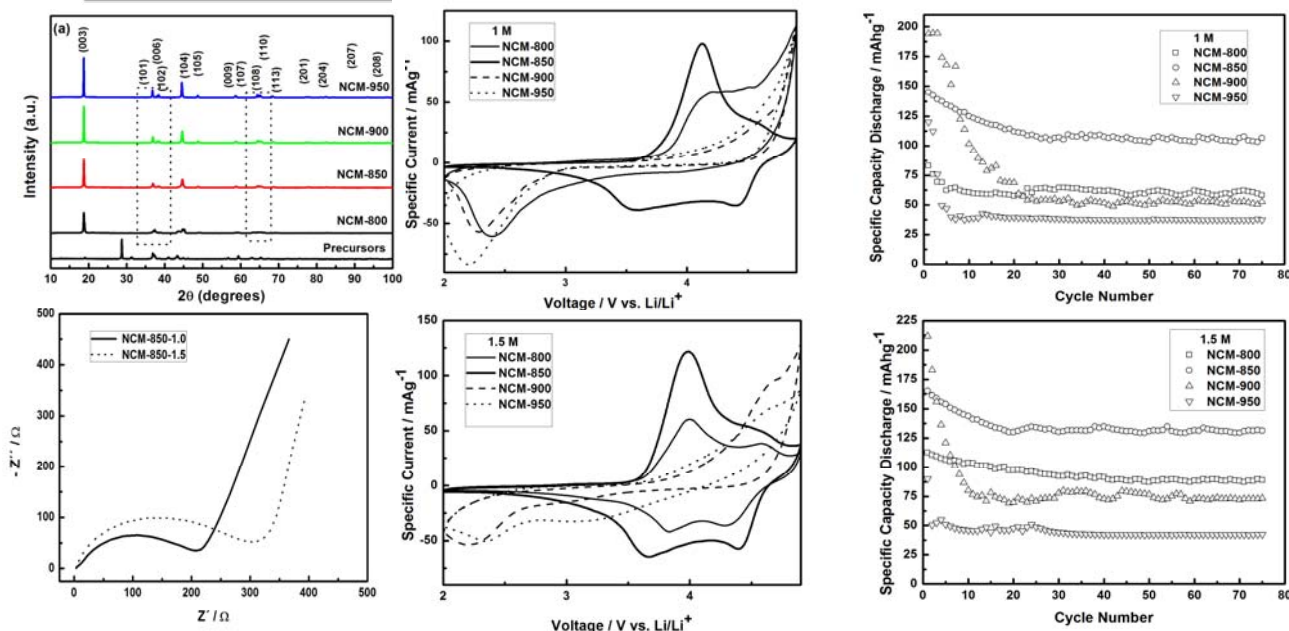 (a)
(003)
(101)
(006)
(102)
(104)
(105)
(009)
(107)
(108)
(110)
(113)
(201)
(204)
(207)
(208)
NCM-950
NCM-900
NCM-850
NCM-800
Precursors
Intensity (a.u.)
10 20 30 40 50 60 70 80 90 100
2θ (degrees)
100
50
0
-50
1 M
NCM-800
NCM-850
NCM-900
NCM-950
Specific Current / mAg⁻¹
2 3 4
Voltage / V vs. Li/Li⁺
225
200
175
150
125
100
75
50
25
0
1 M
NCM-800
NCM-850
NCM-900
NCM-950
Specific Capacity Discharge / mAhg⁻¹
0 10 20 30 40 50 60 70 75 80
Cycle Number
-500
400
300
200
100
0
NCM-850-1.0
NCM-850-1.5
- Z´´ / Ω
0 100 200 300 400 500
Z´ / Ω
150
100
50
0
-50
1.5 M
NCM-800
NCM-850
NCM-900
NCM-950
Specific Current / mAg⁻¹
2 3 4
Voltage / V vs. Li/Li⁺
225
200
175
150
125
100
75
50
25
0
1.5 M
NCM-800
NCM-850
NCM-900
NCM-950
Specific Capacity Discharge / mAhg⁻¹
0 10 20 30 40 50 60 70 75 80
Cycle Number